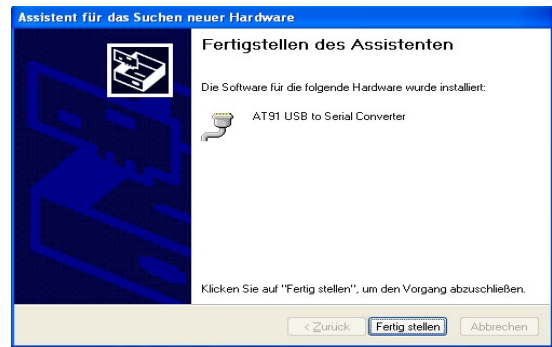 Assistent für das Suchen neuer Hardware
Fertigstellen des Assistenten
Die Software für die folgende Hardware wurde installiert:
AT91 USB to Serial Converter
Klicken Sie auf "Fertig stellen", um den Vorgang abzuschließen.
< Zurück Fertig stellen Abbrechen